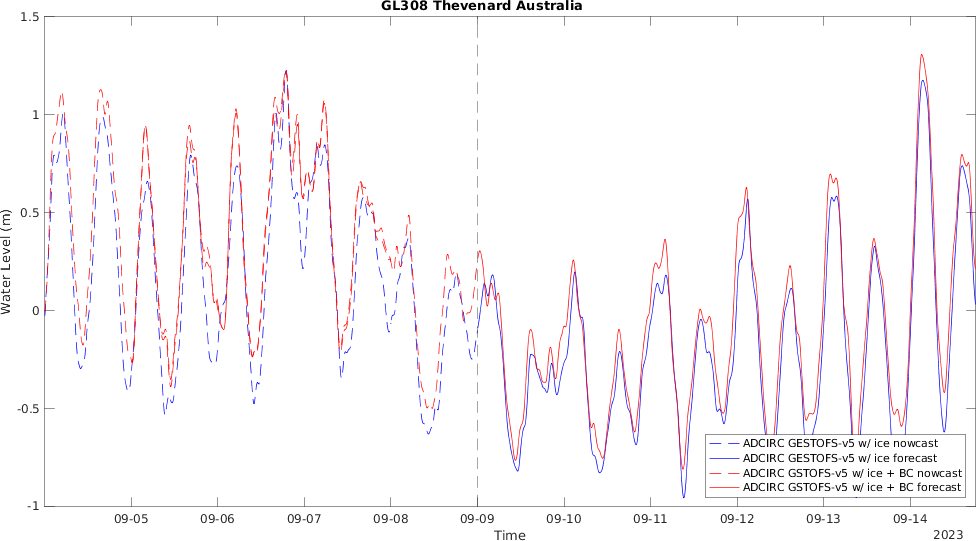 GL308 Thevenard Australia
1.5
1
0.5
0
-0.5
-1
Water Level (m)
ADCIRC GESTOFS-v5 w/ ice nowcast
ADCIRC GESTOFS-v5 w/ ice forecast
ADCIRC GSTOFS-v5 w/ ice + BC nowcast
ADCIRC GSTOFS-v5 w/ ice + BC forecast
09-05 09-06 09-07 09-08 09-09 09-10 09-11 09-12 09-13 09-14
Time
2023